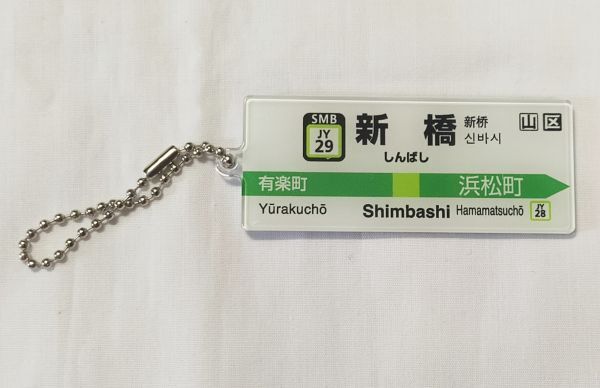 SMB
JY
29
新橋
しんばし
新桥
신바시
山 区
有楽町
浜松町
Yūrakuchō
Shimbashi
Hamamatsuchō
JY
28